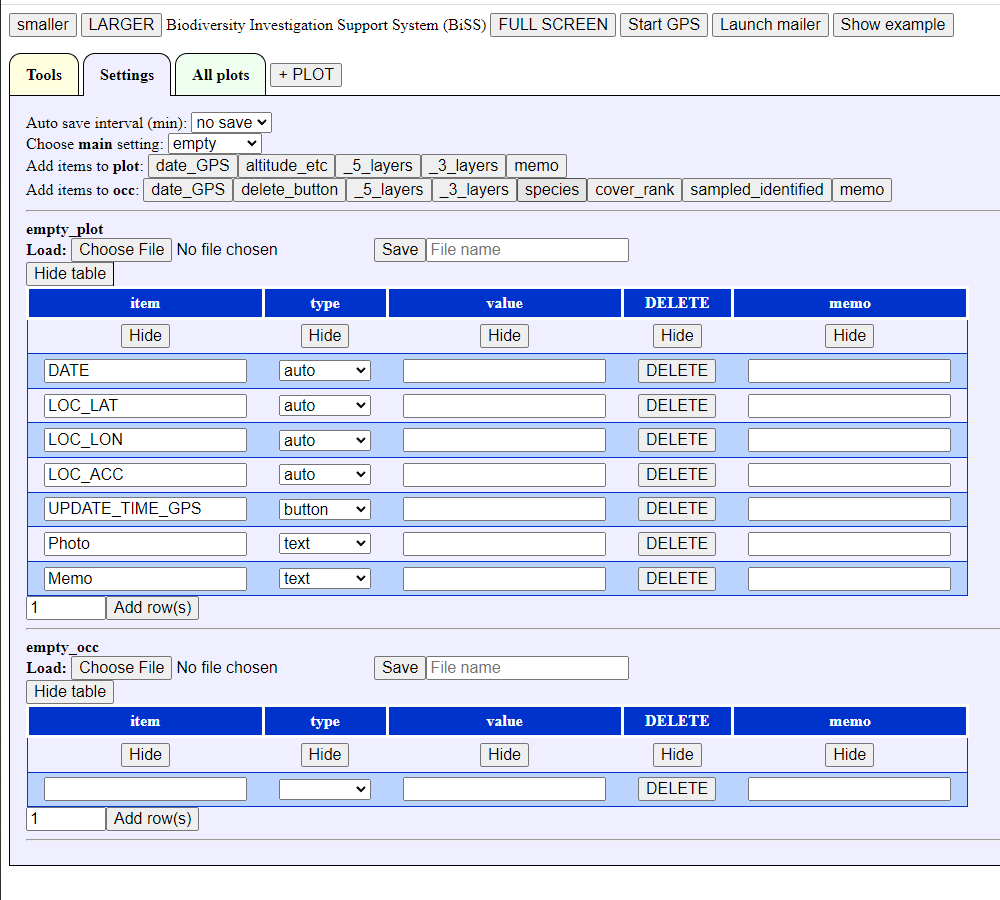 smaller LARGER Biodiversity Investigation Support System (BiSS) FULL SCREEN Start GPS Launch mailer Show example
Tools Settings All plots + PLOT
Auto save interval (min): no save
Choose main setting: empty
Add items to plot: date_GPS altitude_etc _5_layers _3_layers memo
Add items to occ: date_GPS delete_button _5_layers _3_layers species cover_rank sampled_identified memo
empty_plot
Load: Choose File No file chosen Save File name
Hide table
item type value DELETE memo
Hide Hide Hide Hide Hide
DATE auto DELETE
LOC_LAT auto DELETE
LOC_LON auto DELETE
LOC_ACC auto DELETE
UPDATE_TIME_GPS button DELETE
Photo text DELETE
Memo text DELETE
1 Add row(s)
empty_occ
Load: Choose File No file chosen Save File name
Hide table
item type value DELETE memo
Hide Hide Hide Hide Hide
DELETE
1 Add row(s)